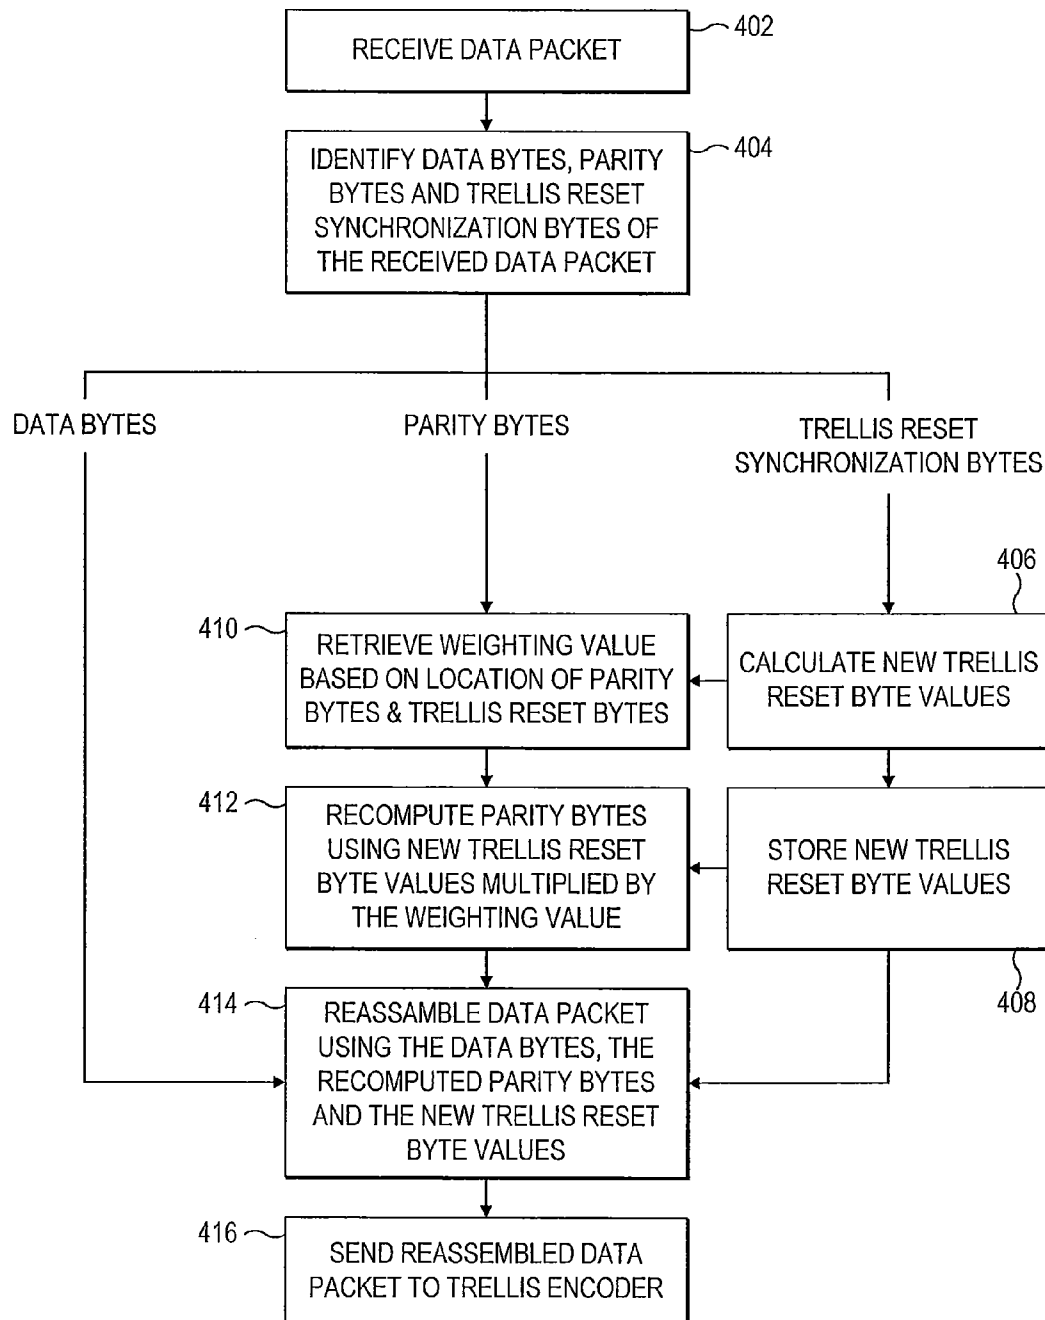 RECEIVE DATA PACKET
402
IDENTIFY DATA BYTES, PARITY
BYTES AND TRELLIS RESET
SYNCHRONIZATION BYTES OF
THE RECEIVED DATA PACKET
404
DATA BYTES
PARITY BYTES
TRELLIS RESET
SYNCHRONIZATION BYTES
406
410
RETRIEVE WEIGHTING VALUE
BASED ON LOCATION OF PARITY
BYTES & TRELLIS RESET BYTES
CALCULATE NEW TRELLIS
RESET BYTE VALUES
412
RECOMPUTE PARITY BYTES
USING NEW TRELLIS RESET
BYTE VALUES MULTIPLIED BY
THE WEIGHTING VALUE
STORE NEW TRELLIS
RESET BYTE VALUES
408
414
REASSAMBLE DATA PACKET
USING THE DATA BYTES, THE
RECOMPUTED PARITY BYTES
AND THE NEW TRELLIS RESET
BYTE VALUES
416
SEND REASSEMBLED DATA
PACKET TO TRELLIS ENCODER